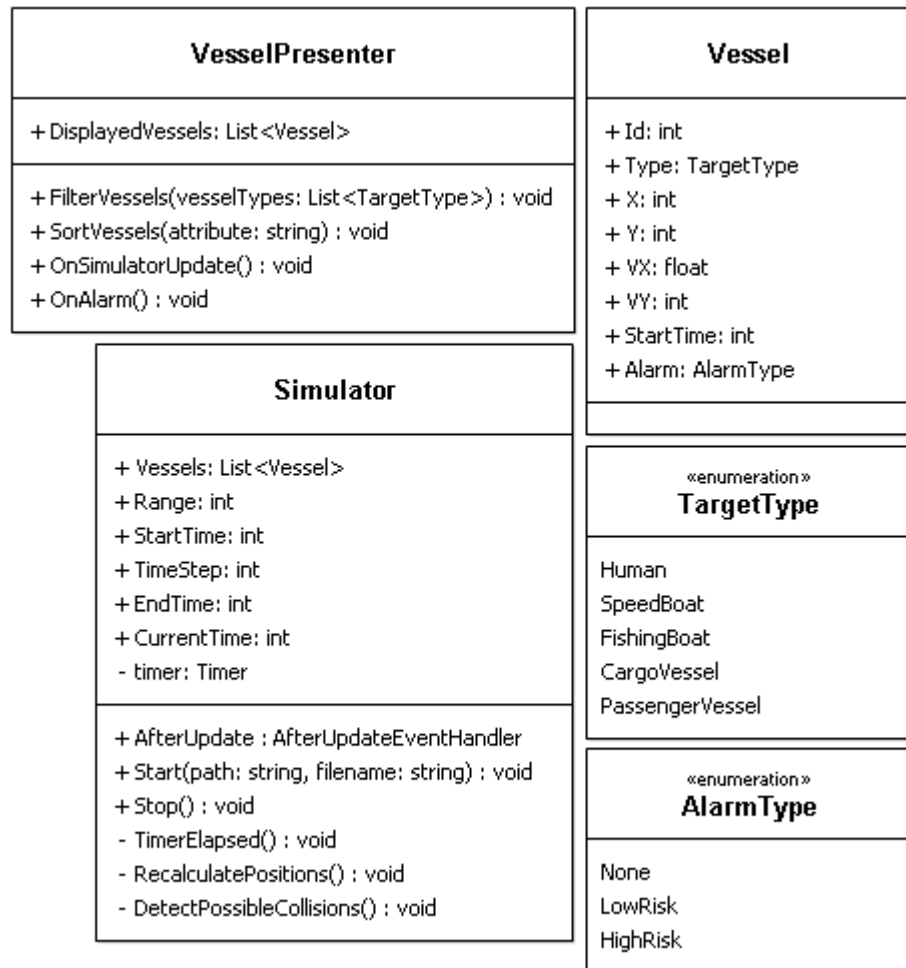 VesselPresenter
+ DisplayedVessels: List<Vessel>
+ FilterVessels(vesselTypes: List<TargetType>) : void
+ SortVessels(attribute: string) : void
+ OnSimulatorUpdate() : void
+ OnAlarm() : void
Vessel
+ Id: int
+ Type: TargetType
+ X: int
+ Y: int
+ VX: float
+ VY: int
+ StartTime: int
+ Alarm: AlarmType
Simulator
+ Vessels: List<Vessel>
+ Range: int
+ StartTime: int
+ TimeStep: int
+ EndTime: int
+ CurrentTime: int
- timer: Timer
+ AfterUpdate : AfterUpdateEventHandler
+ Start(path: string, filename: string) : void
+ Stop() : void
- TimerElapsed() : void
- RecalculatePositions() : void
- DetectPossibleCollisions() : void
«enumeration»
TargetType
Human
SpeedBoat
FishingBoat
CargoVessel
PassengerVessel
«enumeration»
AlarmType
None
LowRisk
HighRisk